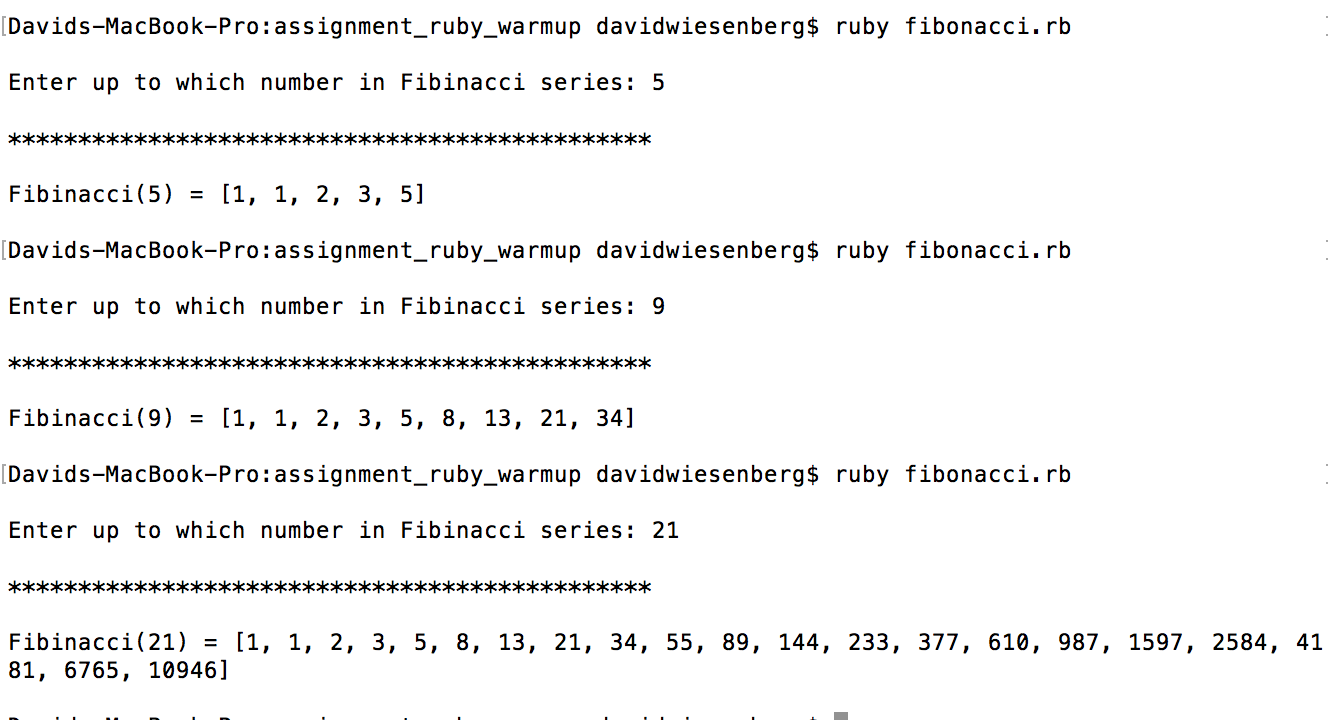 [Davids-MacBook-Pro:assignment_ruby_warmup davidwiesenberg$ ruby fibonacci.rb ]
Enter up to which number in Fibinacci series: 5
**********************************************
Fibinacci(5) = [1, 1, 2, 3, 5]
[Davids-MacBook-Pro:assignment_ruby_warmup davidwiesenberg$ ruby fibonacci.rb ]
Enter up to which number in Fibinacci series: 9
**********************************************
Fibinacci(9) = [1, 1, 2, 3, 5, 8, 13, 21, 34]
[Davids-MacBook-Pro:assignment_ruby_warmup davidwiesenberg$ ruby fibonacci.rb ]
Enter up to which number in Fibinacci series: 21
**********************************************
Fibinacci(21) = [1, 1, 2, 3, 5, 8, 13, 21, 34, 55, 89, 144, 233, 377, 610, 987, 1597, 2584, 41
81, 6765, 10946]